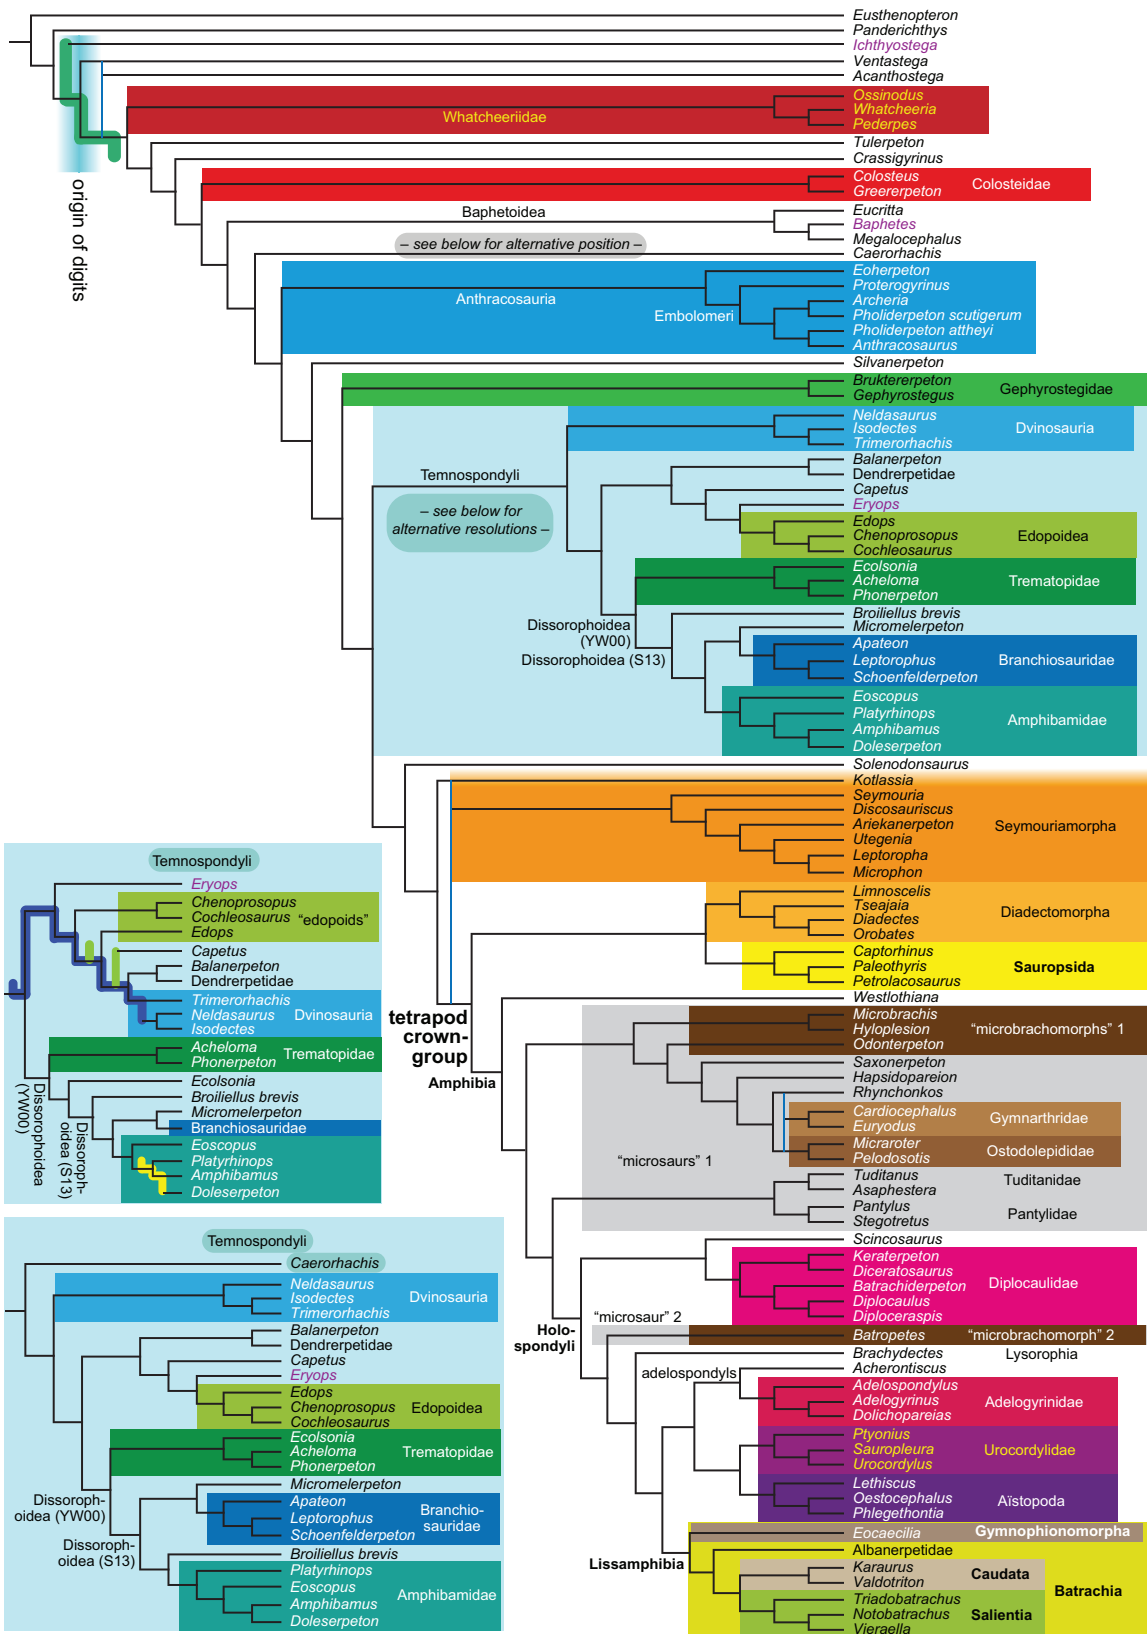 Eusthenopteron
Panderichthys
Ichthyostega
Ventastega
Acanthostega
Ossinodus
Whatcheeriidae
Whatcheeria
Pederpes
Tulerpeton
Crassigyrinus
Colosteus
Colosteidae
Greererpeton
origin of digits
Baphetoidea
Eucritta
Baphetes
– see below for alternative position –
Megalocephalus
Caerorhachis
Eoherpeton
Proterogyrinus
Anthracosauria
Archeria
Embolomeri
Pholiderpeton scutigerum
Pholiderpeton attheyi
Anthracosaurus
Silvanerpeton
Bruktererpeton
Gephyrostegidae
Gephyrostegus
Neldasaurus
Isodectes
Dvinosauria
Trimerorhachis
Balanerpeton
Dendrerpetidae
Temnospondyli
Capetus
– see below for
alternative resolutions –
Eryops
Edops
Chenoprosopus
Edopoidea
Cochleosaurus
Ecolsonia
Acheloma
Trematopidae
Phonerpeton
Broiliellus brevis
Dissorophoidea
(YW00)
Micromelerpeton
Apateon
Dissorophoidea (S13)
Leptorophus
Branchiosauridae
Schoenfelderpeton
Eoscopus
Platyrhinops
Amphibamidae
Amphibamus
Doleserpeton
Solenodonsaurus
Kotlassia
Seymouria
Discosauriscus
Ariekanerpeton
Seymouriamorpha
Utegenia
Leptoropha
Microphon
Limnoscelis
Tseajaia
Diadectomorpha
Diadectes
Orobates
Captorhinus
Paleothyris
Sauropsida
Petrolacosaurus
Westlothiana
tetrapod
crown-
group
Amphibia
Microbrachis
Hyloplesion
“microbrachomorphs” 1
Odonterpeton
Saxonerpeton
Hapsidopareion
Rhynchonkos
Cardiocephalus
Gymnarthridae
Euryodus
Micraroter
Ostodolepididae
Pelodosotis
“microsaurs” 1
Tuditanus
Tuditanidae
Asaphestera
Pantylus
Pantylidae
Stegotretus
Scincosaurus
Keraterpeton
Diceratosaurus
Diplocaulidae
Batrachiderpeton
Diplocaulus
Diploceraspis
“microsaur” 2
Holo-
spondyli
Batropetes
“microbrachomorph” 2
Brachydectes
Lysorophia
Acherontiscus
adelospondyls
Adelospondylus
Adelogyrinus
Adelogyrinidae
Dolichopareias
Ptyonius
Sauropleura
Urocordylidae
Urocordylus
Lethiscus
Oestocephalus
Aïstopoda
Phlegethontia
Eocaecilia
Gymnophionomorpha
Lissamphibia
Albanerpetidae
Karaurus
Caudata
Valdotriton
Batrachia
Triadobatrachus
Notobatrachus
Salientia
Vieraella
Temnospondyli
Eryops
Chenoprosopus
Cochleosaurus
“edopoids”
Edops
Capetus
Balanerpeton
Dendrerpetidae
Trimerorhachis
Neldasaurus
Dvinosauria
Isodectes
Acheloma
Trematopidae
Phonerpeton
Dissorophoidea
(YW00)
Dissoroph-
oidea (S13)
Ecolsonia
Broiliellus brevis
Micromelerpeton
Branchiosauridae
Eoscopus
Platyrhinops
Amphibamus
Doleserpeton
Temnospondyli
Caerorhachis
Neldasaurus
Isodectes
Dvinosauria
Trimerorhachis
Balanerpeton
Dendrerpetidae
Capetus
Eryops
Edops
Chenoprosopus
Edopoidea
Cochleosaurus
Ecolsonia
Acheloma
Trematopidae
Phonerpeton
Micromelerpeton
Dissoroph-
oidea (YW00)
Apateon
Leptorophus
Branchio-
sauridae
Schoenfelderpeton
Dissoroph-
oidea (S13)
Broiliellus brevis
Platyrhinops
Eoscopus
Amphibamidae
Amphibamus
Doleserpeton